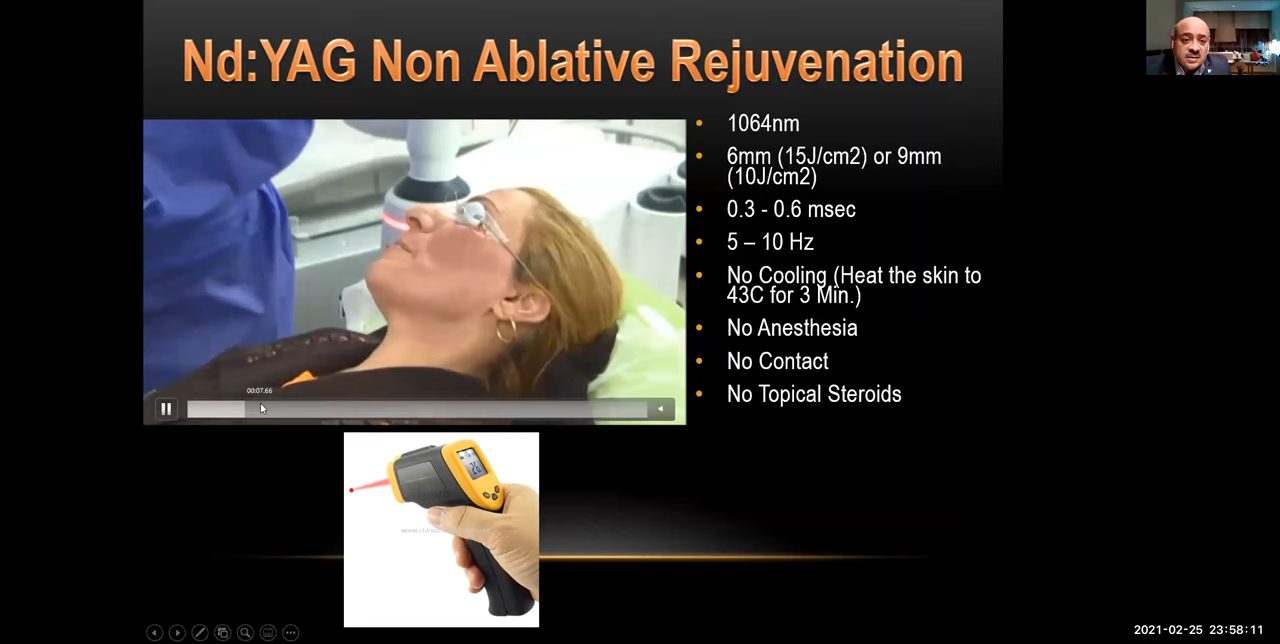 Nd:YAG Non Ablative Rejuvenation
• 1064nm
• 6mm (15J/cm2) or 9mm
(10J/cm2)
• 0.3 - 0.6 msec
• 5 – 10 Hz
• No Cooling (Heat the skin to
43C for 3 Min.)
• No Anesthesia
• No Contact
• No Topical Steroids
00:07.66
2021-02-25 23:58:11